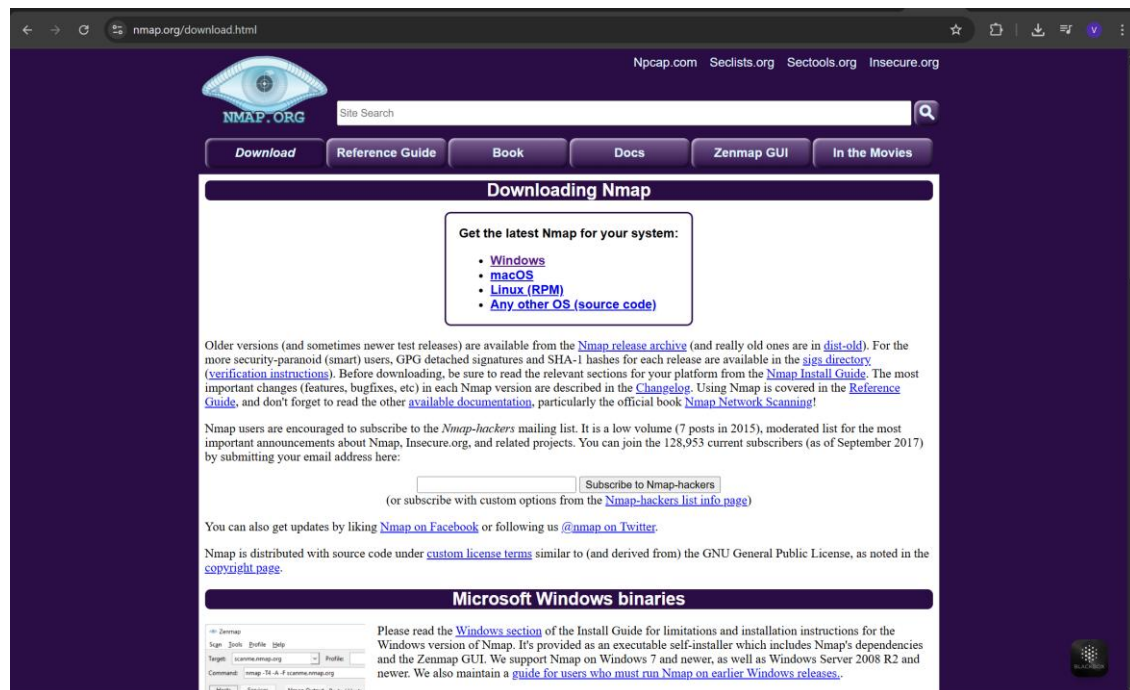 nmap.org/download.html
V
Npcap.com Seclists.org Sectools.org Insecure.org
NMAP.ORG
Site Search
Download Reference Guide Book Docs Zenmap GUI In the Movies
Downloading Nmap
Get the latest Nmap for your system:
• Windows
• macOS
• Linux (RPM)
• Any other OS (source code)
Older versions (and sometimes newer test releases) are available from the Nmap release archive (and really old ones are in dist-old). For the
more security-paranoid (smart) users, GPG detached signatures and SHA-1 hashes for each release are available in the sigs directory
(verification instructions). Before downloading, be sure to read the relevant sections for your platform from the Nmap Install Guide. The most
important changes (features, bugfixes, etc) in each Nmap version are described in the Changelog. Using Nmap is covered in the Reference
Guide, and don't forget to read the other available documentation, particularly the official book Nmap Network Scanning!
Nmap users are encouraged to subscribe to the Nmap-hackers mailing list. It is a low volume (7 posts in 2015), moderated list for the most
important announcements about Nmap, Insecure.org, and related projects. You can join the 128,953 current subscribers (as of September 2017)
by submitting your email address here:
Subscribe to Nmap-hackers
(or subscribe with custom options from the Nmap-hackers list info page)
You can also get updates by liking Nmap on Facebook or following us @nmap on Twitter.
Nmap is distributed with source code under custom license terms similar to (and derived from) the GNU General Public License, as noted in the
copyright page.
Microsoft Windows binaries
Zenmap
Scan Tools Profile Help
Target: scanme.nmap.org Profile:
Command: nmap -T4 -A -F scanme.nmap.org
Please read the Windows section of the Install Guide for limitations and installation instructions for the
Windows version of Nmap. It's provided as an executable self-installer which includes Nmap's dependencies
and the Zenmap GUI. We support Nmap on Windows 7 and newer, as well as Windows Server 2008 R2 and
newer. We also maintain a guide for users who must run Nmap on earlier Windows releases..
BLACKBOX